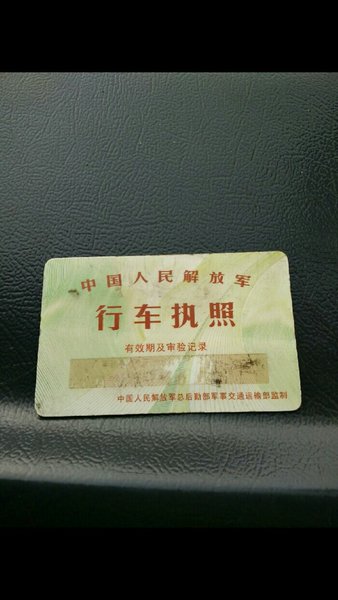 中国人民解放军
行车执照
有效期及审验记录
中国人民解放军总后勤部军事交通运输部监制